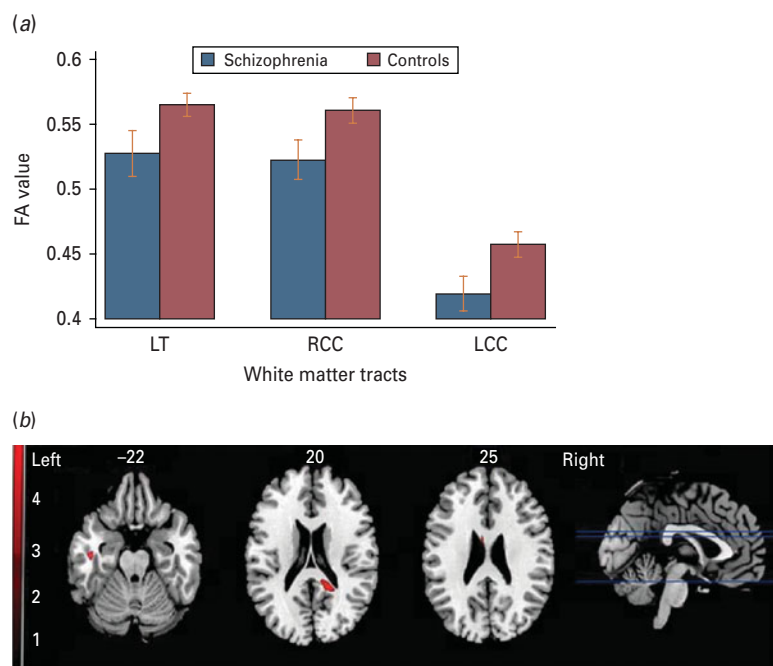 (a)
0.6
Schizophrenia Controls
0.55
0.5
FA value
0.45
0.4
LT RCC LCC
White matter tracts
(b)
Left –22 20 25 Right
4
3
2
1